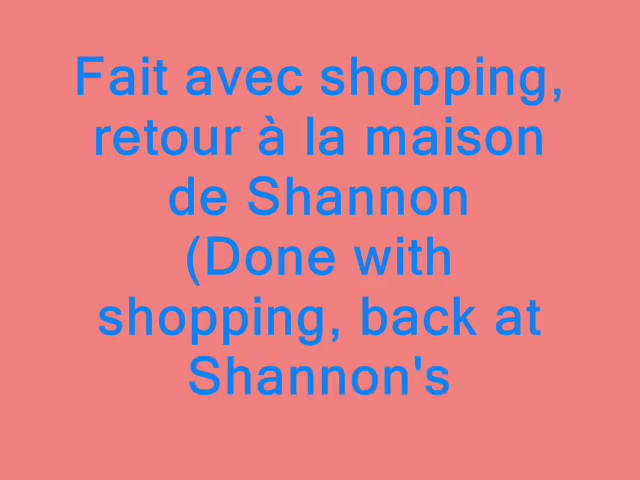 Fait avec shopping,
retour à la maison
de Shannon
(Done with
shopping, back at
Shannon's